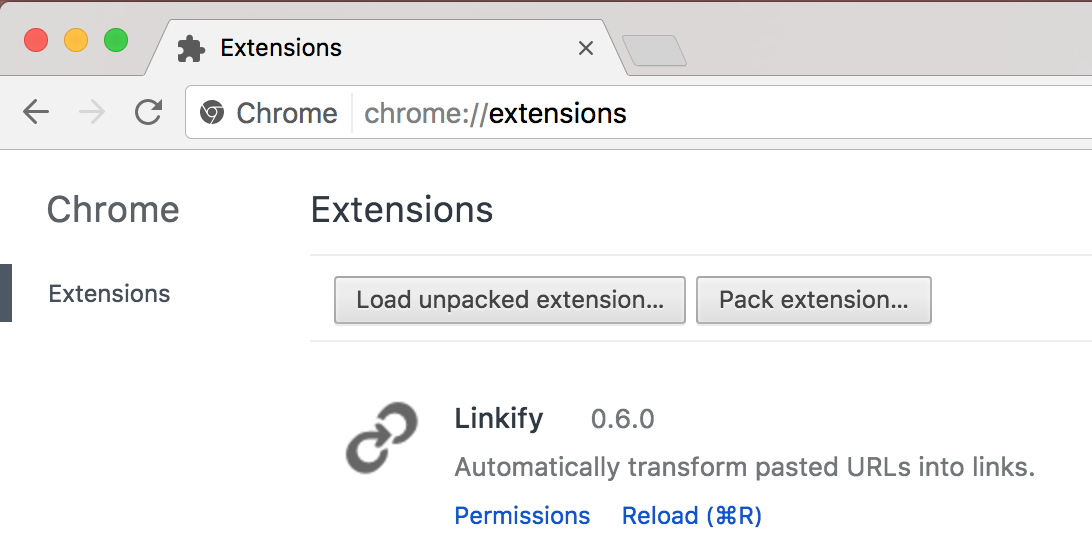 Extensions
Chrome chrome://extensions
Chrome
Extensions
Extensions
Load unpacked extension... Pack extension...
Linkify 0.6.0
Automatically transform pasted URLs into links.
Permissions Reload (⌘R)